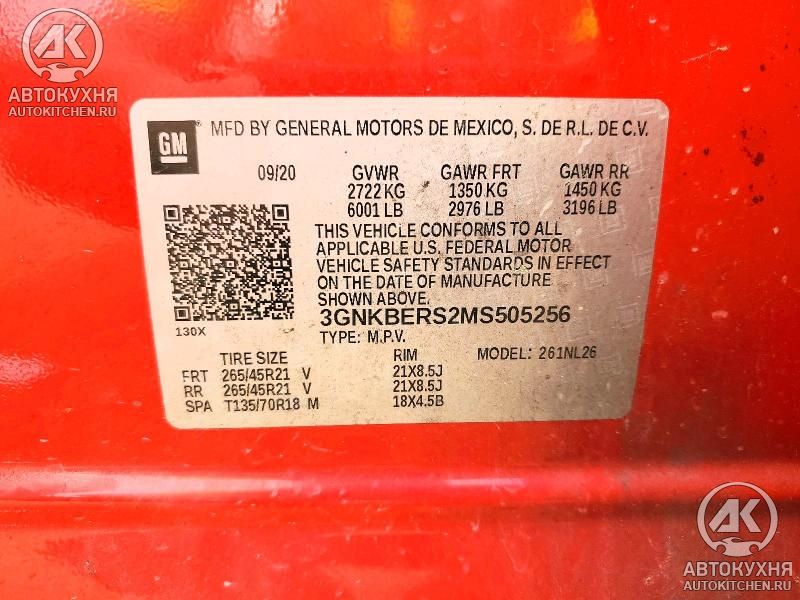 AK
АВТОКУХНЯ
AUTOKITCHEN.RU
GM
MFD BY GENERAL MOTORS DE MEXICO, S. DE R.L. DE C.V.
09/20 GVWR GAWR FRT GAWR RR
2722 KG 1350 KG 1450 KG
6001 LB 2976 LB 3196 LB
THIS VEHICLE CONFORMS TO ALL
APPLICABLE U.S. FEDERAL MOTOR
VEHICLE SAFETY STANDARDS IN EFFECT
ON THE DATE OF MANUFACTURE
SHOWN ABOVE.
130X
3GNKBERS2MS505256
TYPE: M.P.V. MODEL: 261NL26
TIRE SIZE RIM
FRT 265/45R21 V 21X8.5J
RR 265/45R21 V 21X8.5J
SPA T135/70R18 M 18X4.5B
AK
АВТОКУХНЯ
AUTOKITCHEN.RU